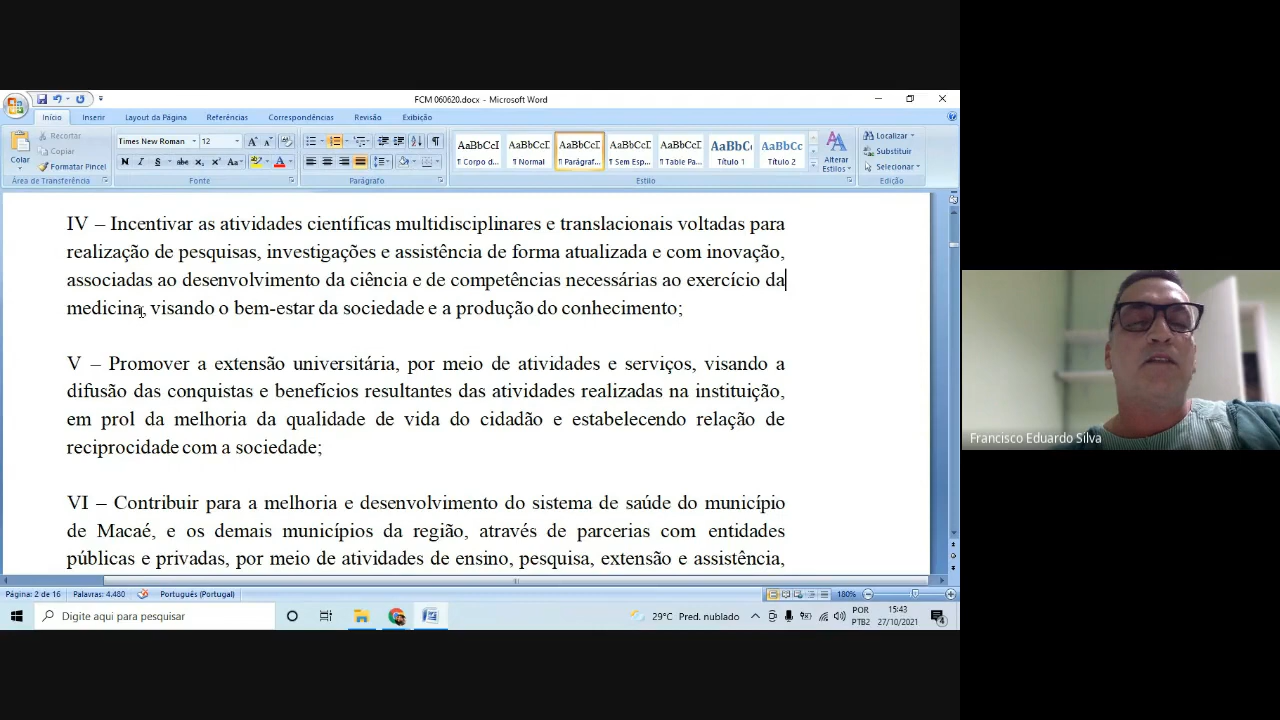 FCM 060620.docx - Microsoft Word
Início Inserir Layout da Página Referências Correspondências Revisão Exibição
Colar
Recortar
Copiar
Formatar Pincel
Área de Transferência
Times New Roman 12
N I S abc x₂ x² Aa
Fonte
Parágrafo
AaBbCcI AaBbCcI AaBbCcI AaBbCcI AaBbCcI AaBbC AaBbCc
¶ Corpo d... ¶ Normal ¶ Parágraf... ¶ Sem Esp... ¶ Table Pa... Título 1 Título 2
Alterar
Estilos
Estilo
Localizar
Substituir
Selecionar
Edição
IV – Incentivar as atividades científicas multidisciplinares e translacionais voltadas para
realização de pesquisas, investigações e assistência de forma atualizada e com inovação,
associadas ao desenvolvimento da ciência e de competências necessárias ao exercício da
medicina, visando o bem-estar da sociedade e a produção do conhecimento;
V – Promover a extensão universitária, por meio de atividades e serviços, visando a
difusão das conquistas e benefícios resultantes das atividades realizadas na instituição,
em prol da melhoria da qualidade de vida do cidadão e estabelecendo relação de
reciprocidade com a sociedade;
VI – Contribuir para a melhoria e desenvolvimento do sistema de saúde do município
de Macaé, e os demais municípios da região, através de parcerias com entidades
públicas e privadas, por meio de atividades de ensino, pesquisa, extensão e assistência,
Página: 2 de 16 Palavras: 4.480 Português (Portugal) 180%
Digite aqui para pesquisar
29°C Pred. nublado
POR
PTB2
15:43
27/10/2021
4
Francisco Eduardo Silva